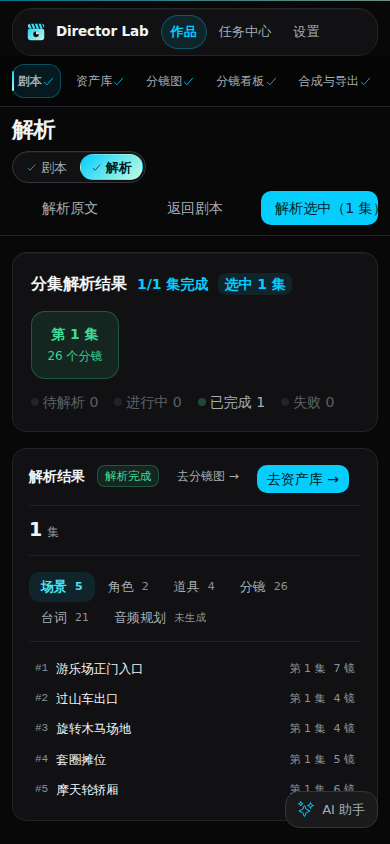 Director Lab 作品 任务中心 设置
剧本 资产库 分镜图 分镜看板 合成与导出
解析
剧本 解析
解析原文 返回剧本 解析选中（1 集）
分集解析结果 1/1 集完成 选中 1 集
第 1 集
26 个分镜
待解析 0 进行中 0 已完成 1 失败 0
解析结果 解析完成 去分镜图 → 去资产库 →
1 集
场景 5 角色 2 道具 4 分镜 26
台词 21 音频规划 未生成
#1 游乐场正门入口 第 1 集 7 镜
#2 过山车出口 第 1 集 4 镜
#3 旋转木马场地 第 1 集 4 镜
#4 套圈摊位 第 1 集 5 镜
#5 摩天轮轿厢 第 1 集 6 镜
AI 助手